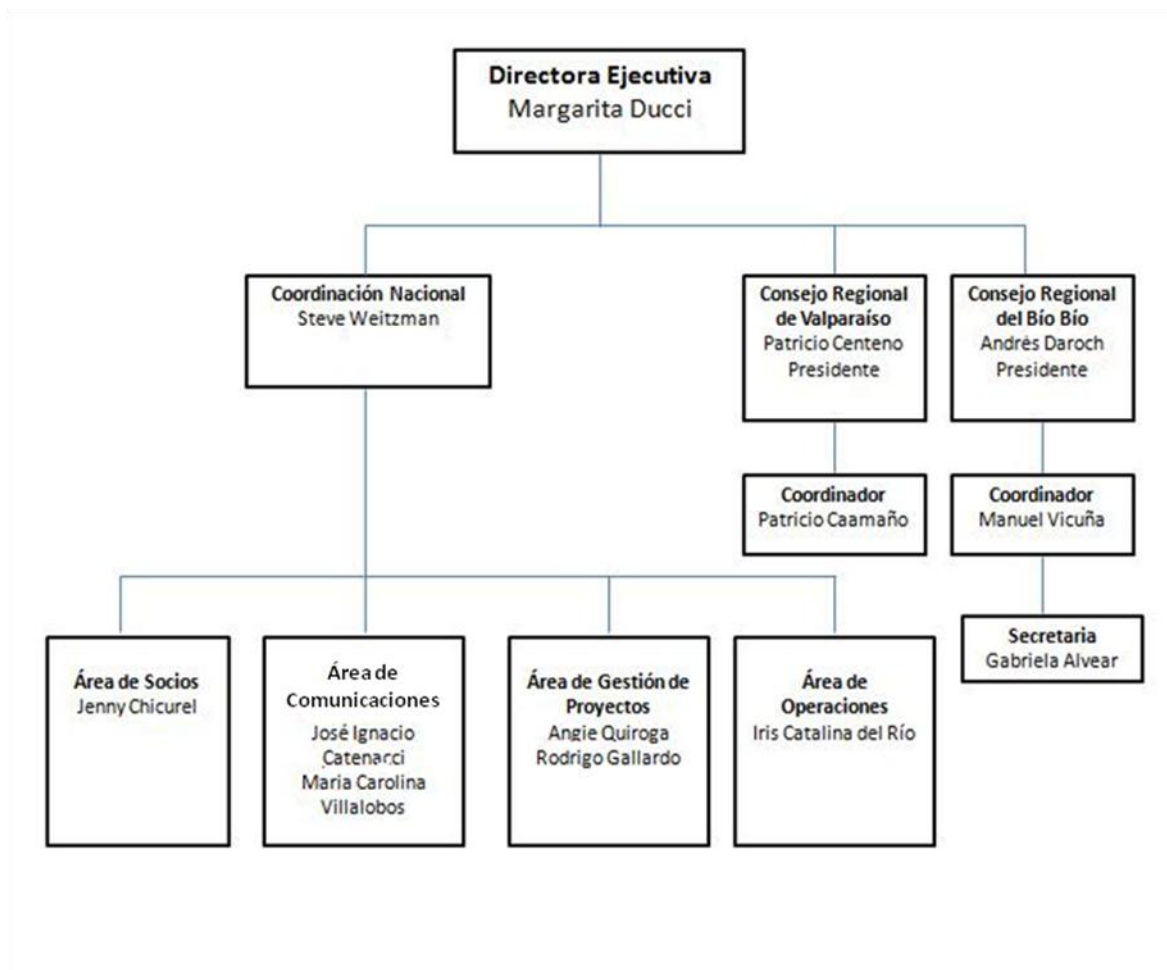 Directora Ejecutiva
Margarita Ducci
Coordinación Nacional
Steve Weitzman
Consejo Regional
de Valparaíso
Patricio Centeno
Presidente
Consejo Regional
del Bío Bío
Andrés Daroch
Presidente
Coordinador
Patricio Caamaño
Coordinador
Manuel Vicuña
Secretaria
Gabriela Alvear
Área de Socios
Jenny Chicurel
Área de
Comunicaciones
José Ignacio
Catenacci
Maria Carolina
Villalobos
Área de Gestión de
Proyectos
Angie Quiroga
Rodrigo Gallardo
Área de
Operaciones
Iris Catalina del Río